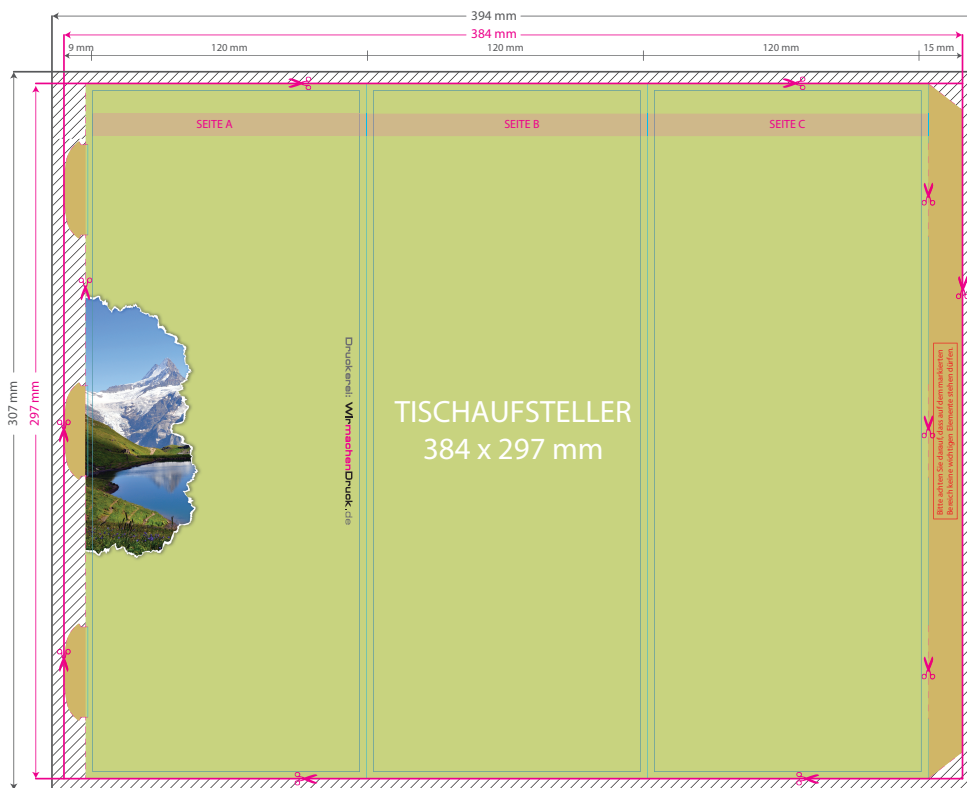 394 mm
384 mm
9 mm
120 mm
120 mm
120 mm
15 mm
SEITE A
SEITE B
SEITE C
307 mm
297 mm
Druckerei: WIrmachenDruck.de
TISCHAUFSTELLER
384 x 297 mm
Bitte achten Sie darauf, dass auf dem markierten
Bereich keine wichtigen Elemente stehen dürfen.